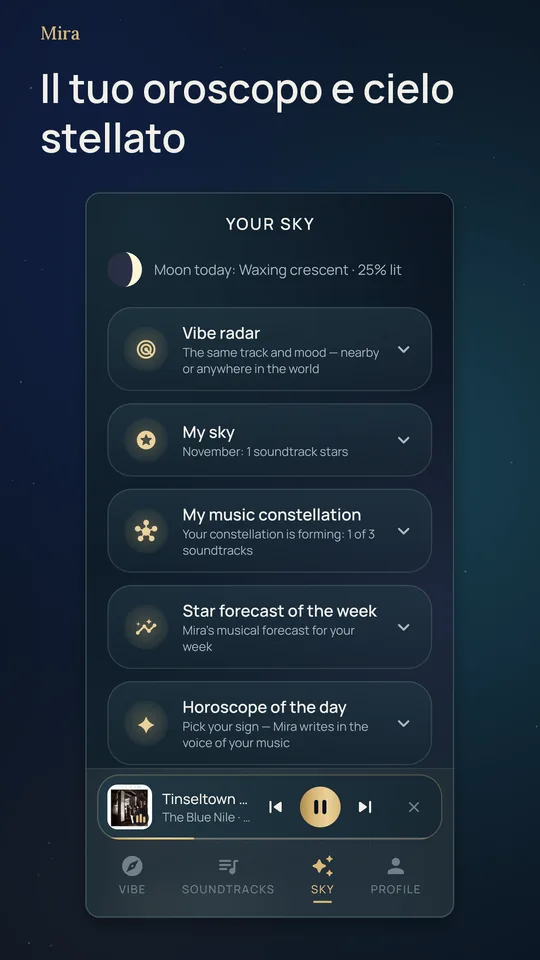 Mira
Il tuo oroscopo e cielo
stellato
YOUR SKY
Moon today: Waxing crescent · 25% lit
Vibe radar
The same track and mood — nearby
or anywhere in the world
My sky
November: 1 soundtrack stars
My music constellation
Your constellation is forming: 1 of 3
soundtracks
Star forecast of the week
Mira's musical forecast for your
week
Horoscope of the day
Pick your sign — Mira writes in the
voice of your music
Tinseltown ...
The Blue Nile · ...
VIBE
SOUNDTRACKS
SKY
PROFILE